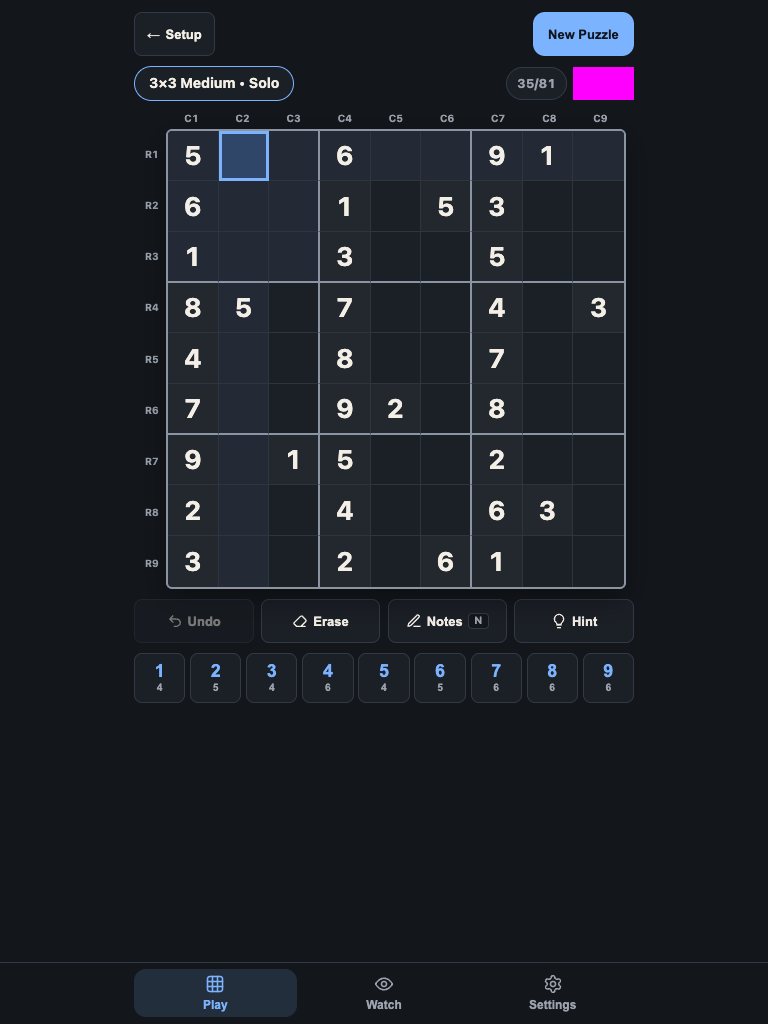 ← Setup
New Puzzle
3×3 Medium • Solo
35/81
C1 C2 C3 C4 C5 C6 C7 C8 C9
R1 5 6 9 1
R2 6 1 5 3
R3 1 3 5
R4 8 5 7 4 3
R5 4 8 7
R6 7 9 2 8
R7 9 1 5 2
R8 2 4 6 3
R9 3 2 6 1
Undo Erase Notes N Hint
1 2 3 4 5 6 7 8 9
4 5 4 6 4 5 6 6 6
Play Watch Settings